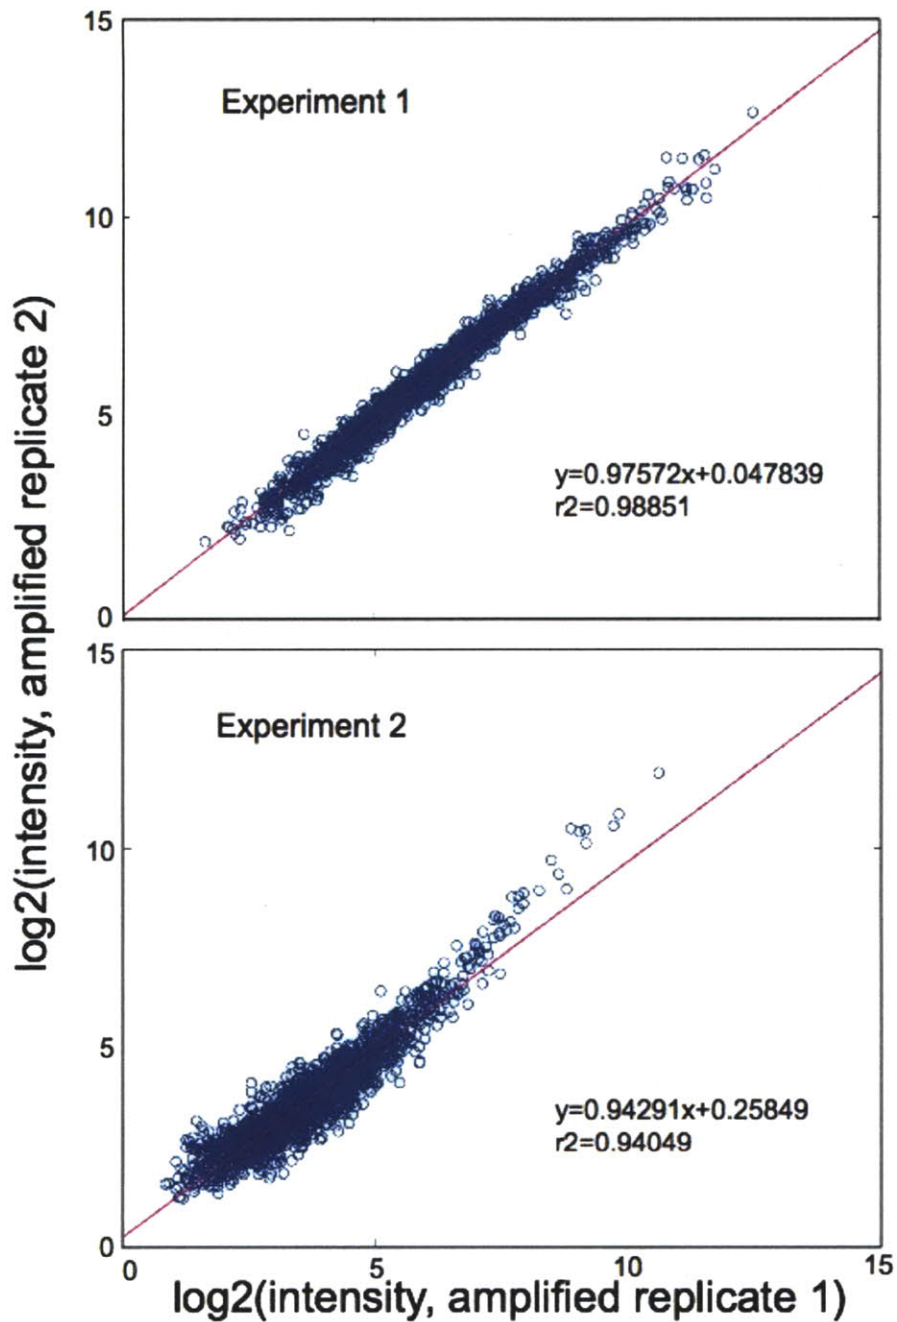 15
Experiment 1
10
5
y=0.97572x+0.047839
r2=0.98851
0
log2(intensity, amplified replicate 2)
15
Experiment 2
10
5
y=0.94291x+0.25849
r2=0.94049
0
0 5 10 15
log2(intensity, amplified replicate 1)